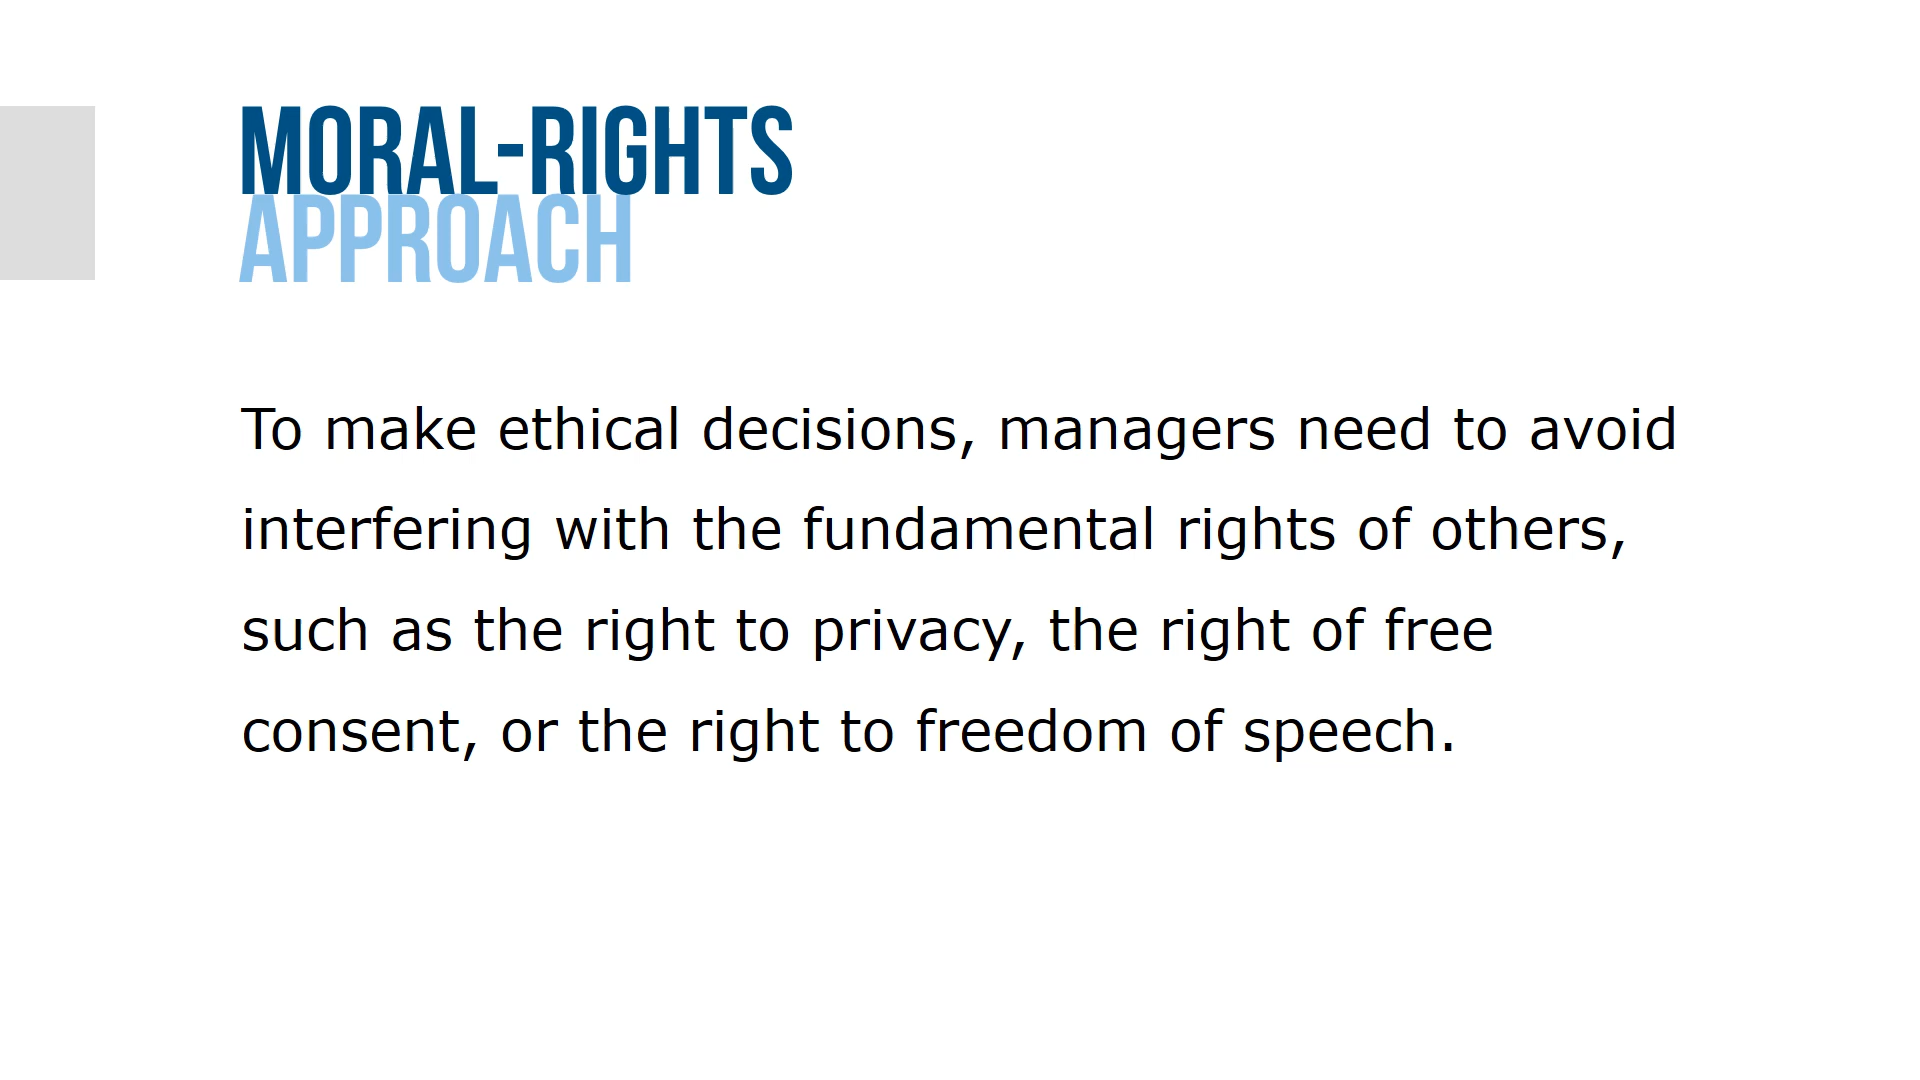 MORAL-RIGHTS
APPROACH
To make ethical decisions, managers need to avoid
interfering with the fundamental rights of others,
such as the right to privacy, the right of free
consent, or the right to freedom of speech.